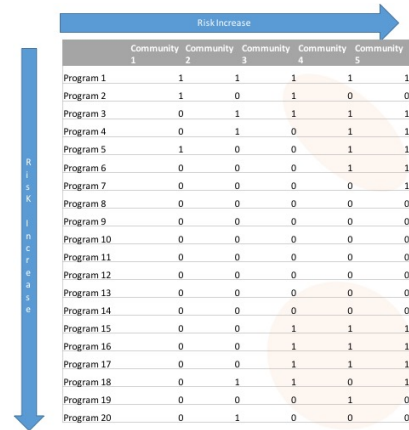 Risk Increase
Community Community Community Community Community
1 2 3 4 5
Program 1 1 1 1 1 1
Program 2 1 0 1 0 0
Program 3 0 1 1 1 1
Program 4 0 1 0 1 1
Program 5 1 0 0 1 1
Program 6 0 0 0 1 1
Program 7 0 0 0 0 1
Program 8 0 0 0 0 0
Program 9 0 0 0 0 0
Program 10 0 0 0 0 0
Program 11 0 0 0 0 0
Program 12 0 0 0 0 0
Program 13 0 0 0 0 0
Program 14 0 0 0 0 0
Program 15 0 0 1 1 1
Program 16 0 0 1 1 1
Program 17 0 0 1 1 1
Program 18 0 1 1 0 1
Program 19 0 0 0 1 0
Program 20 0 1 0 0 0
RisK Increase